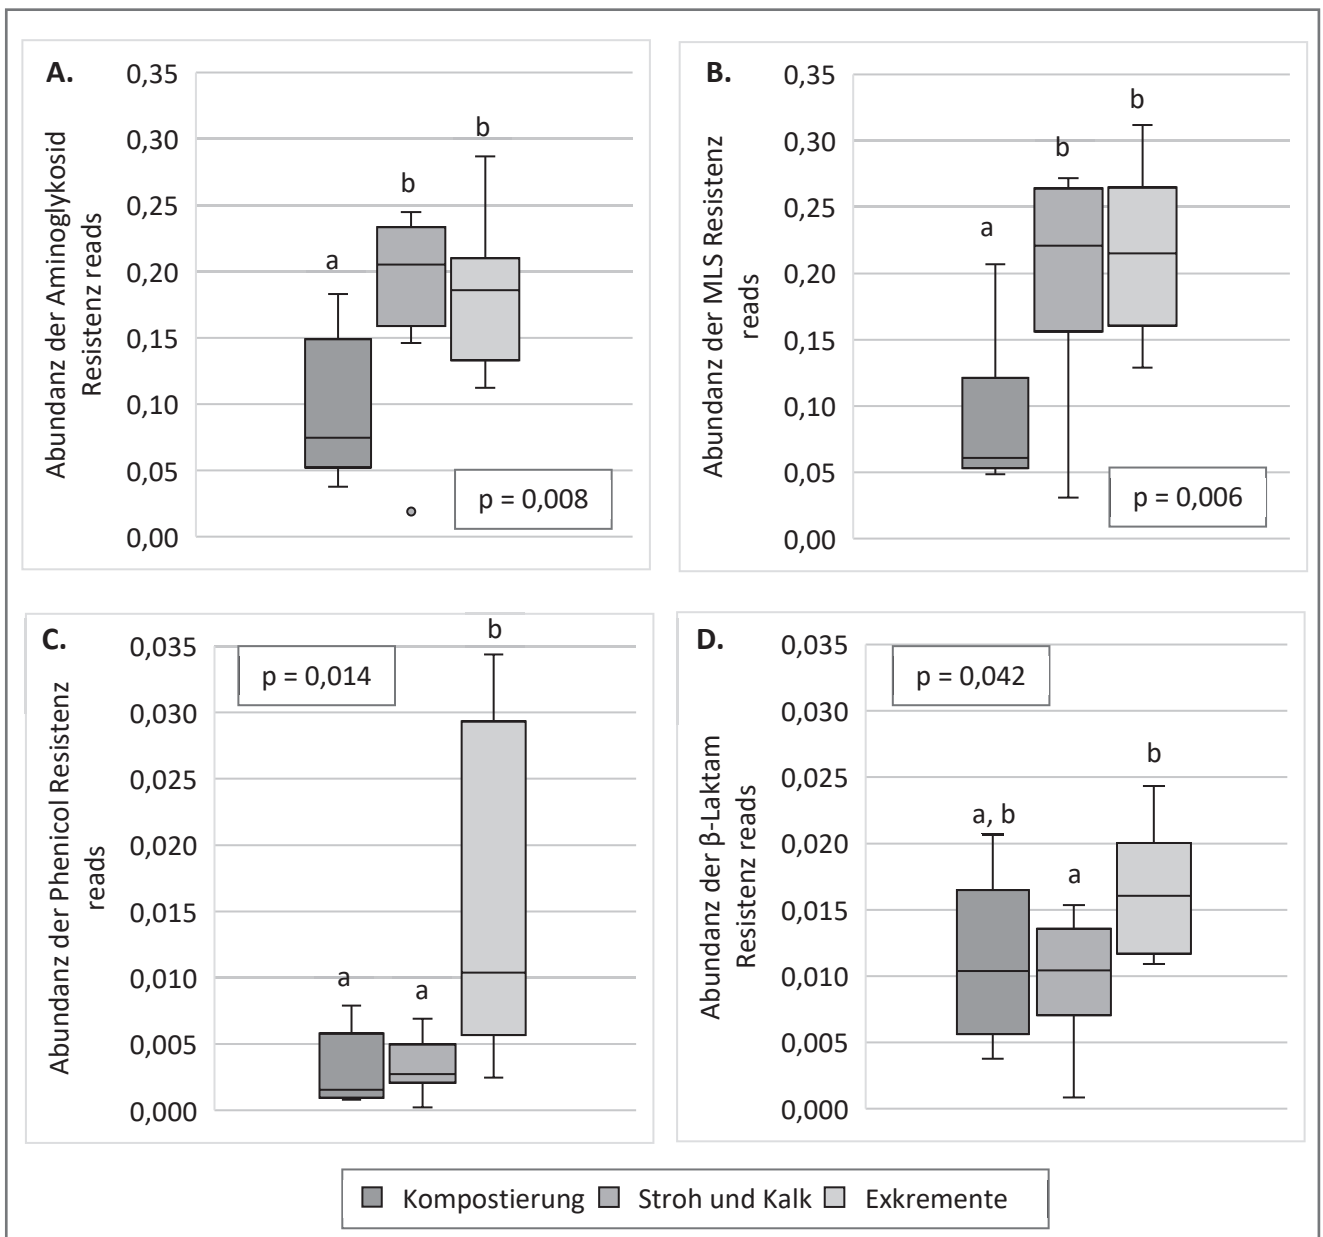 A.
Abundanz der Aminoglykosid
Resistenz reads
0,35
0,30
0,25
0,20
0,15
0,10
0,05
0,00
a
b
b
p = 0,008
B.
Abundanz der MLS Resistenz
reads
0,35
0,30
0,25
0,20
0,15
0,10
0,05
0,00
a
b
b
p = 0,006
C.
Abundanz der Phenicol Resistenz
reads
0,035
0,030
0,025
0,020
0,015
0,010
0,005
0,000
p = 0,014
a
a
b
D.
Abundanz der β-Laktam
Resistenz reads
0,035
0,030
0,025
0,020
0,015
0,010
0,005
0,000
p = 0,042
a, b
a
b
Kompostierung Stroh und Kalk Exkremente